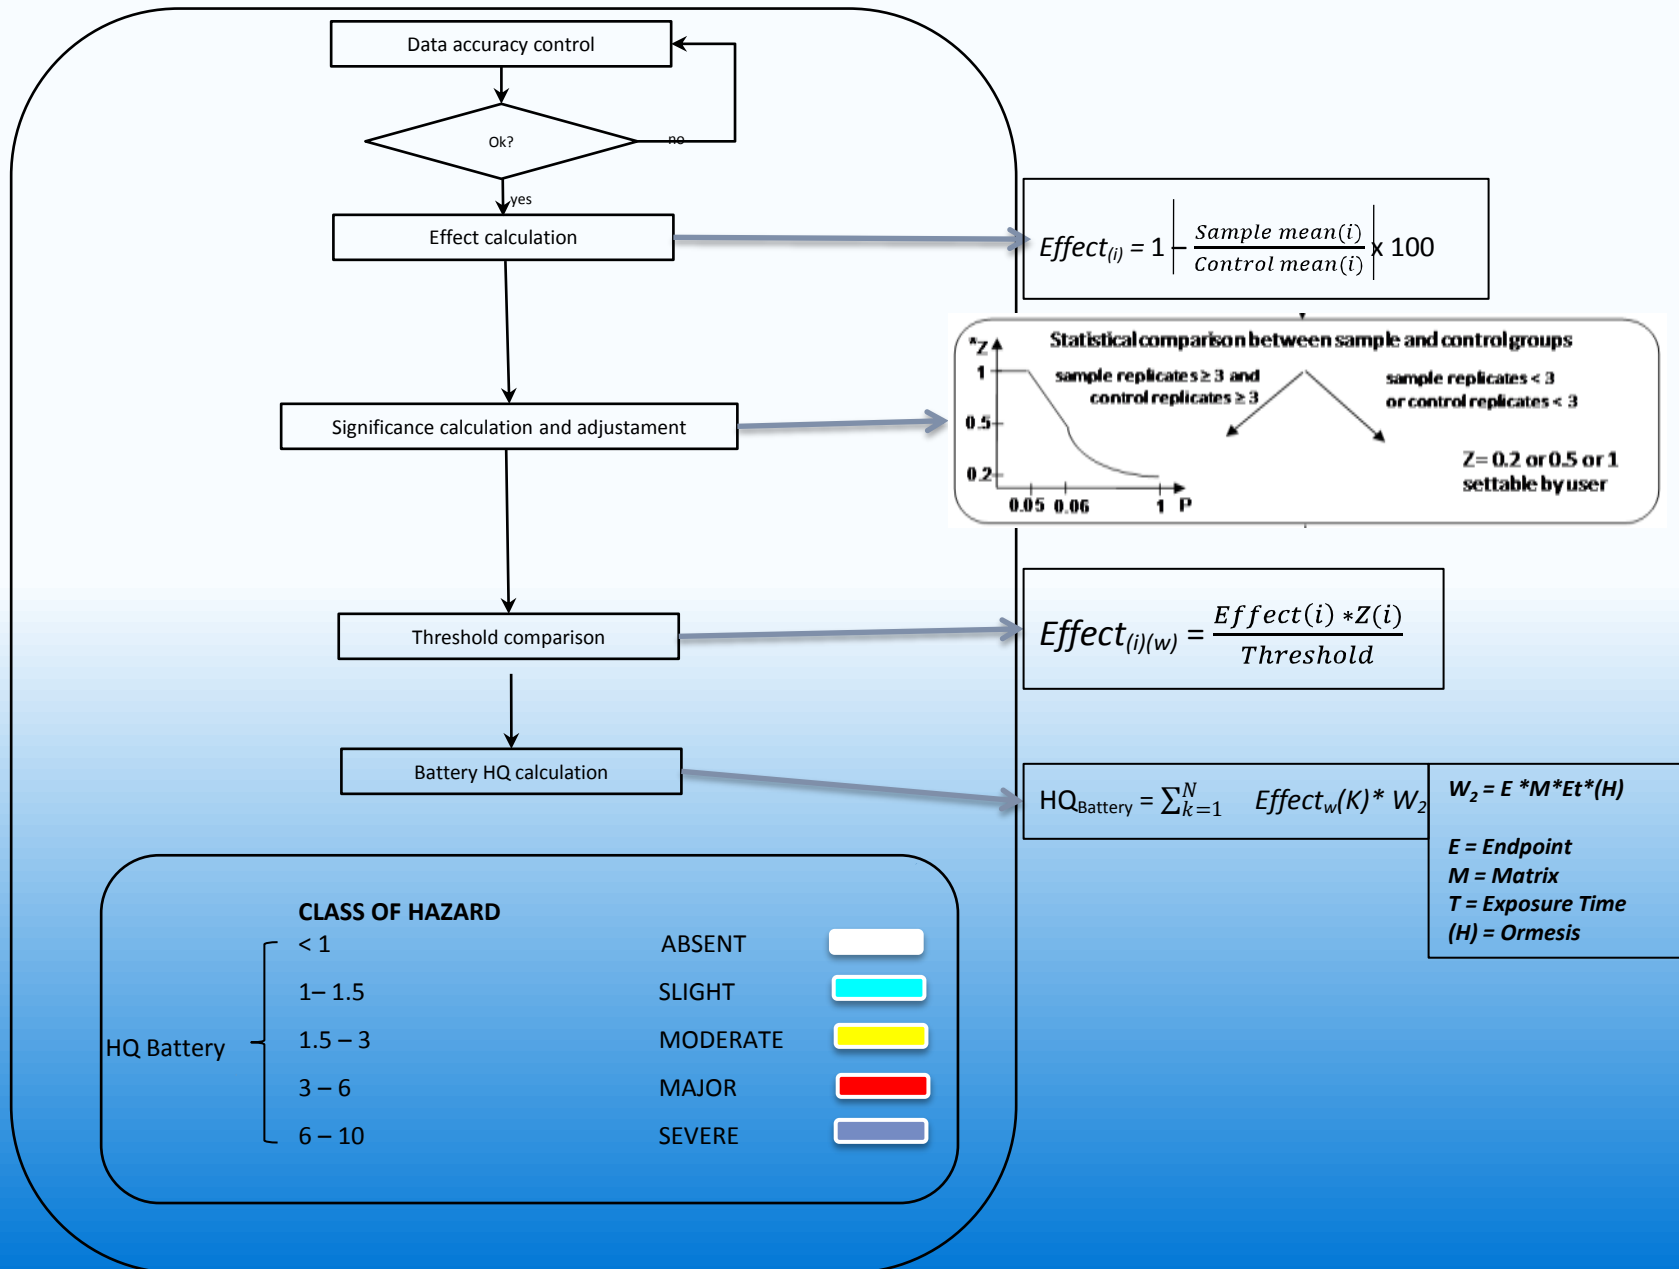 Data accuracy control
Ok?
no
yes
Effect calculation
Effect(i) = 1 |− Sample mean(i) / Control mean(i)| x 100
Statistical comparison between sample and control groups
*Z
1
0.5
0.2
0.05 0.06 1 P
sample replicates ≥ 3 and
control replicates ≥ 3
sample replicates < 3
or control replicates < 3
Z= 0.2 or 0.5 or 1
settable by user
Significance calculation and adjustament
Threshold comparison
Effect(i)(w) = Effect(i) *Z(i) / Threshold
Battery HQ calculation
HQBattery = ∑ k=1 N Effectw(K)* W2
W2 = E *M*Et*(H)
E = Endpoint
M = Matrix
T = Exposure Time
(H) = Ormesis
CLASS OF HAZARD
HQ Battery
< 1 ABSENT
1– 1.5 SLIGHT
1.5 – 3 MODERATE
3 – 6 MAJOR
6 – 10 SEVERE